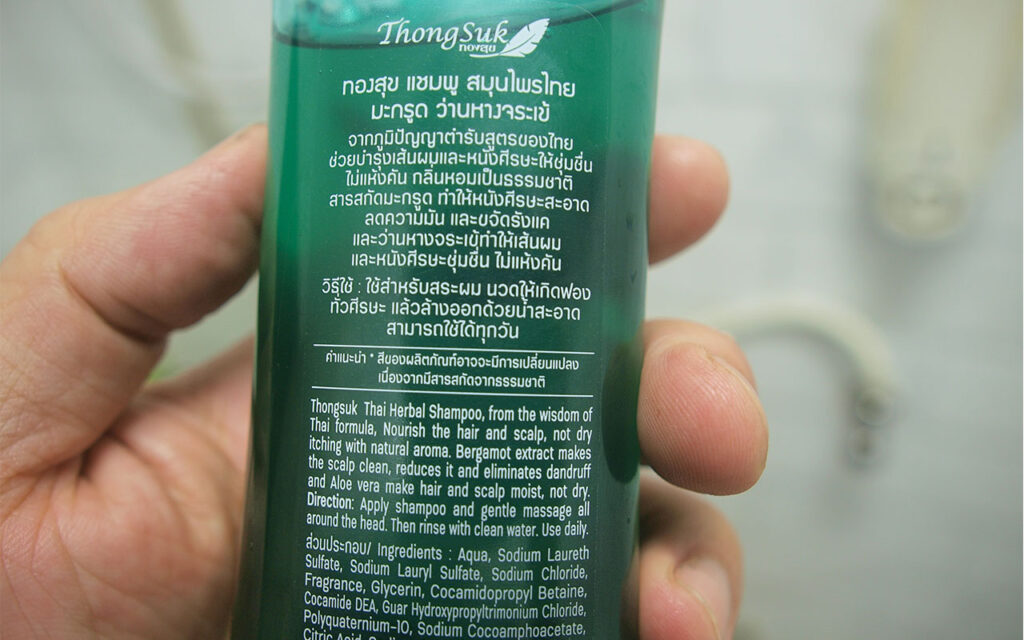 ThongSuk
ทองสุข
ทองสุข แชมพู สมุนไพรไทย
มะกรูด ว่านหางจระเข้
จากภูมิปัญญาตำรับสูตรของไทย
ช่วยบำรุงเส้นผมและหนังศีรษะให้ชุ่มชื่น
ไม่แห้งคัน กลิ่นหอมเป็นธรรมชาติ
สารสกัดมะกรูด ทำให้หนังศีรษะสะอาด
ลดความมัน และขจัดรังแค
และว่านหางจระเข้ทำให้เส้นผม
และหนังศีรษะชุ่มชื่น ไม่แห้งคัน
วิธีใช้ : ใช้สำหรับสระผม นวดให้เกิดฟอง
ทั่วศีรษะ แล้วล้างออกด้วยน้ำสะอาด
สามารถใช้ได้ทุกวัน
คำแนะนำ * สีของผลิตภัณฑ์อาจจะมีการเปลี่ยนแปลง
เนื่องจากมีสารสกัดจากธรรมชาติ
Thongsuk Thai Herbal Shampoo, from the wisdom of
Thai formula, Nourish the hair and scalp, not dry
itching with natural aroma. Bergamot extract makes
the scalp clean, reduces it and eliminates dandruff
and Aloe vera make hair and scalp moist, not dry.
Direction: Apply shampoo and gentle massage all
around the head. Then rinse with clean water. Use daily.
ส่วนประกอบ/ Ingredients : Aqua, Sodium Laureth
Sulfate, Sodium Lauryl Sulfate, Sodium Chloride,
Fragrance, Glycerin, Cocamidopropyl Betaine,
Cocamide DEA, Guar Hydroxypropyltrimonium Chloride,
Polyquaternium-10, Sodium Cocoamphoacetate,
Citric Acid,